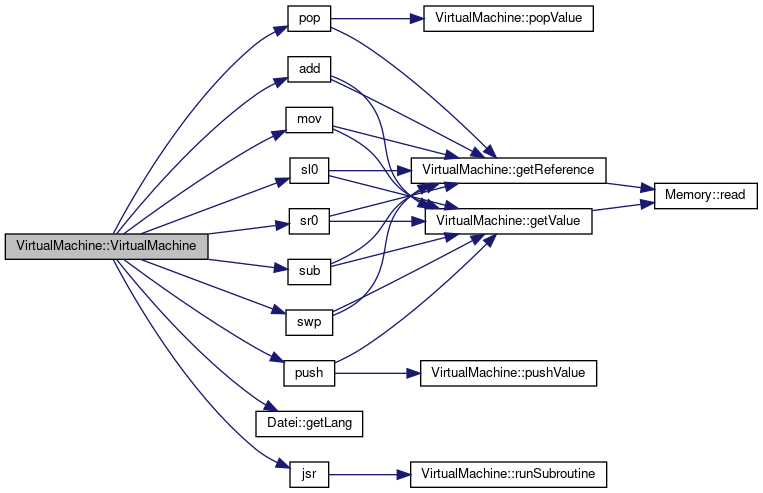 pop
VirtualMachine::popValue
add
mov
sl0
VirtualMachine::getReference
Memory::read
sr0
VirtualMachine::getValue
VirtualMachine::VirtualMachine
sub
swp
push
VirtualMachine::pushValue
Datei::getLang
jsr
VirtualMachine::runSubroutine